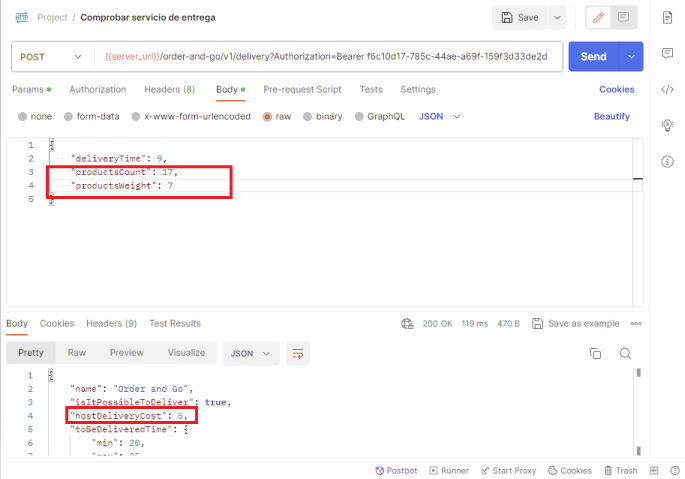 HTTP Project / Comprobar servicio de entrega Save
POST {{server_url}}/order-and-go/v1/delivery?Authorization=Bearer f6c10d17-785c-44ae-a69f-159f3d33de2d Send
Params Authorization Headers (8) Body Pre-request Script Tests Settings Cookies
none form-data x-www-form-urlencoded raw binary GraphQL JSON Beautify
1 {
2 "deliveryTime": 9,
3 "productsCount": 17,
4 "productsWeight": 7
5 }
Body Cookies Headers (9) Test Results 200 OK 119 ms 470 B Save as example
Pretty Raw Preview Visualize JSON
1 {
2 "name": "Order and Go",
3 "isItPossibleToDeliver": true,
4 "hostDeliveryCost": 5,
5 "toBeDeliveredTime": {
6 "min": 20,
Postbot Runner Start Proxy Cookies Trash